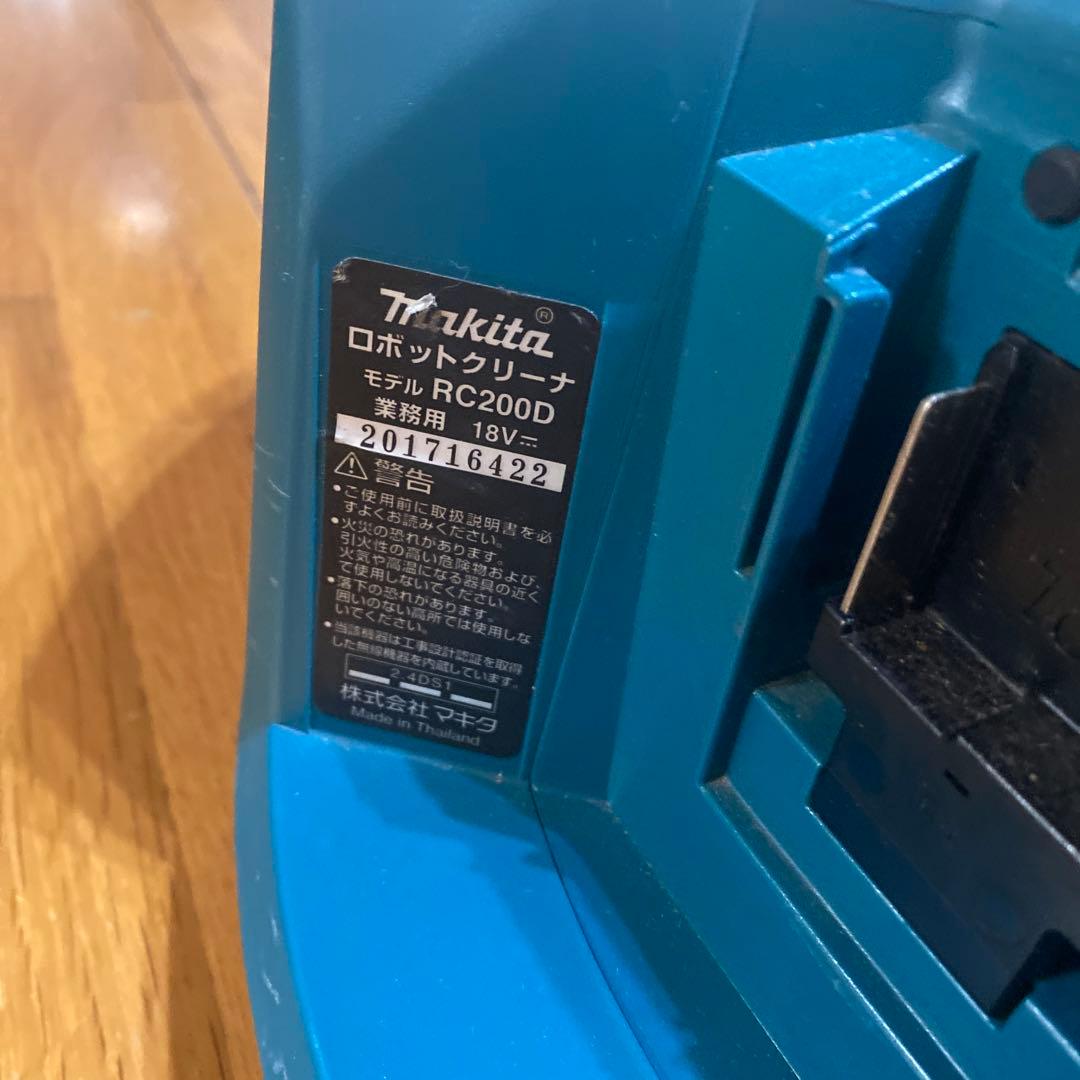 makita ®
ロボットクリーナ
モデル RC200D
業務用 18V
201716422
警告
•ご使用前に取扱説明書を必
ずよくお読みください。
•火災の恐れがあります。
引火性の高い危険物および、
火気や高温になる器具の近く
で使用しないでください。
•落下の恐れがあります。
囲いのない高所では使用しな
いでください。
•当該機器は工事設計認証を取得
した無線機器を内蔵しています。
2.4DS1
株式会社 マキタ
Made in Thailand